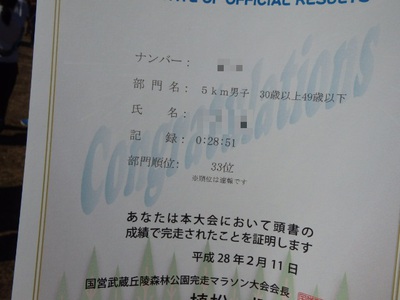 OF OFFICIAL RESULTS
ナンバー:
部門名: 5km男子 30歳以上49歳以下
氏 名:
記 録: 0:28:51
部門順位: 33位
※順位は速報です
Congratulations
あなたは本大会において頭書の
成績で完走されたことを証明します
平成28年2月11日
国営武蔵丘陵森林公園完走マラソン大会会長